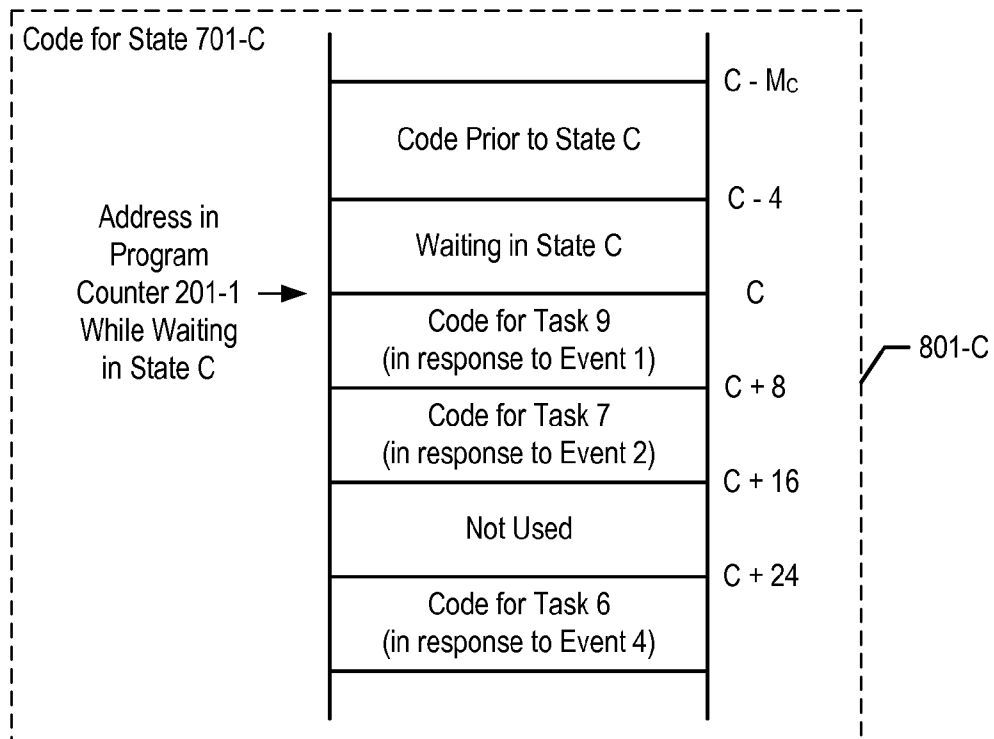 Code for State 701-C
C - MC
Code Prior to State C
C - 4
Waiting in State C
Address in
Program
Counter 201-1
While Waiting
in State C
C
Code for Task 9
(in response to Event 1)
801-C
C + 8
Code for Task 7
(in response to Event 2)
C + 16
Not Used
C + 24
Code for Task 6
(in response to Event 4)